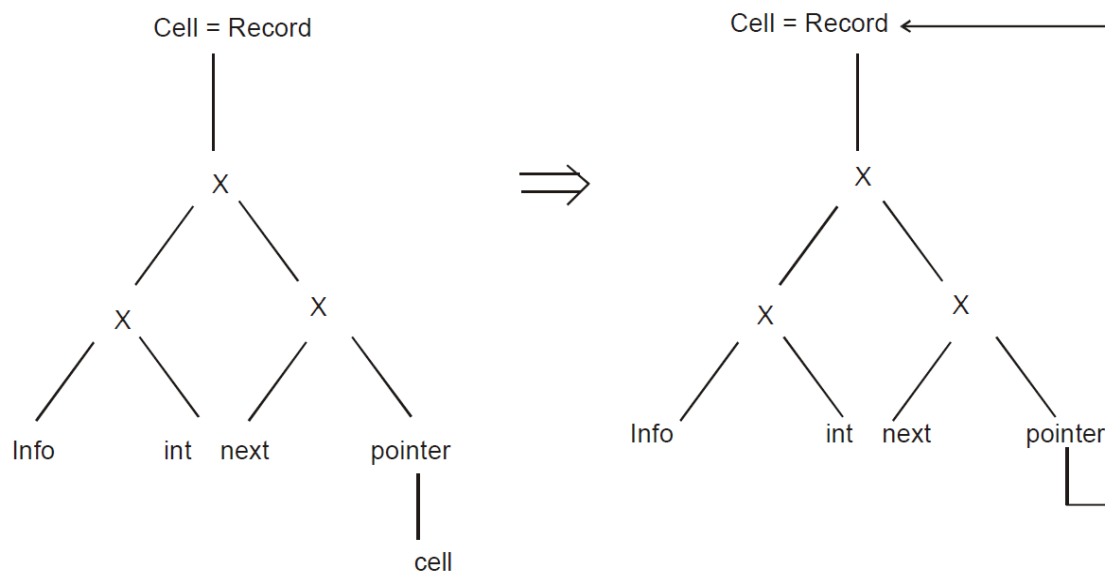 Cell = Record
X
X
X
Info
int
next
pointer
cell
Cell = Record
X
X
X
Info
int
next
pointer